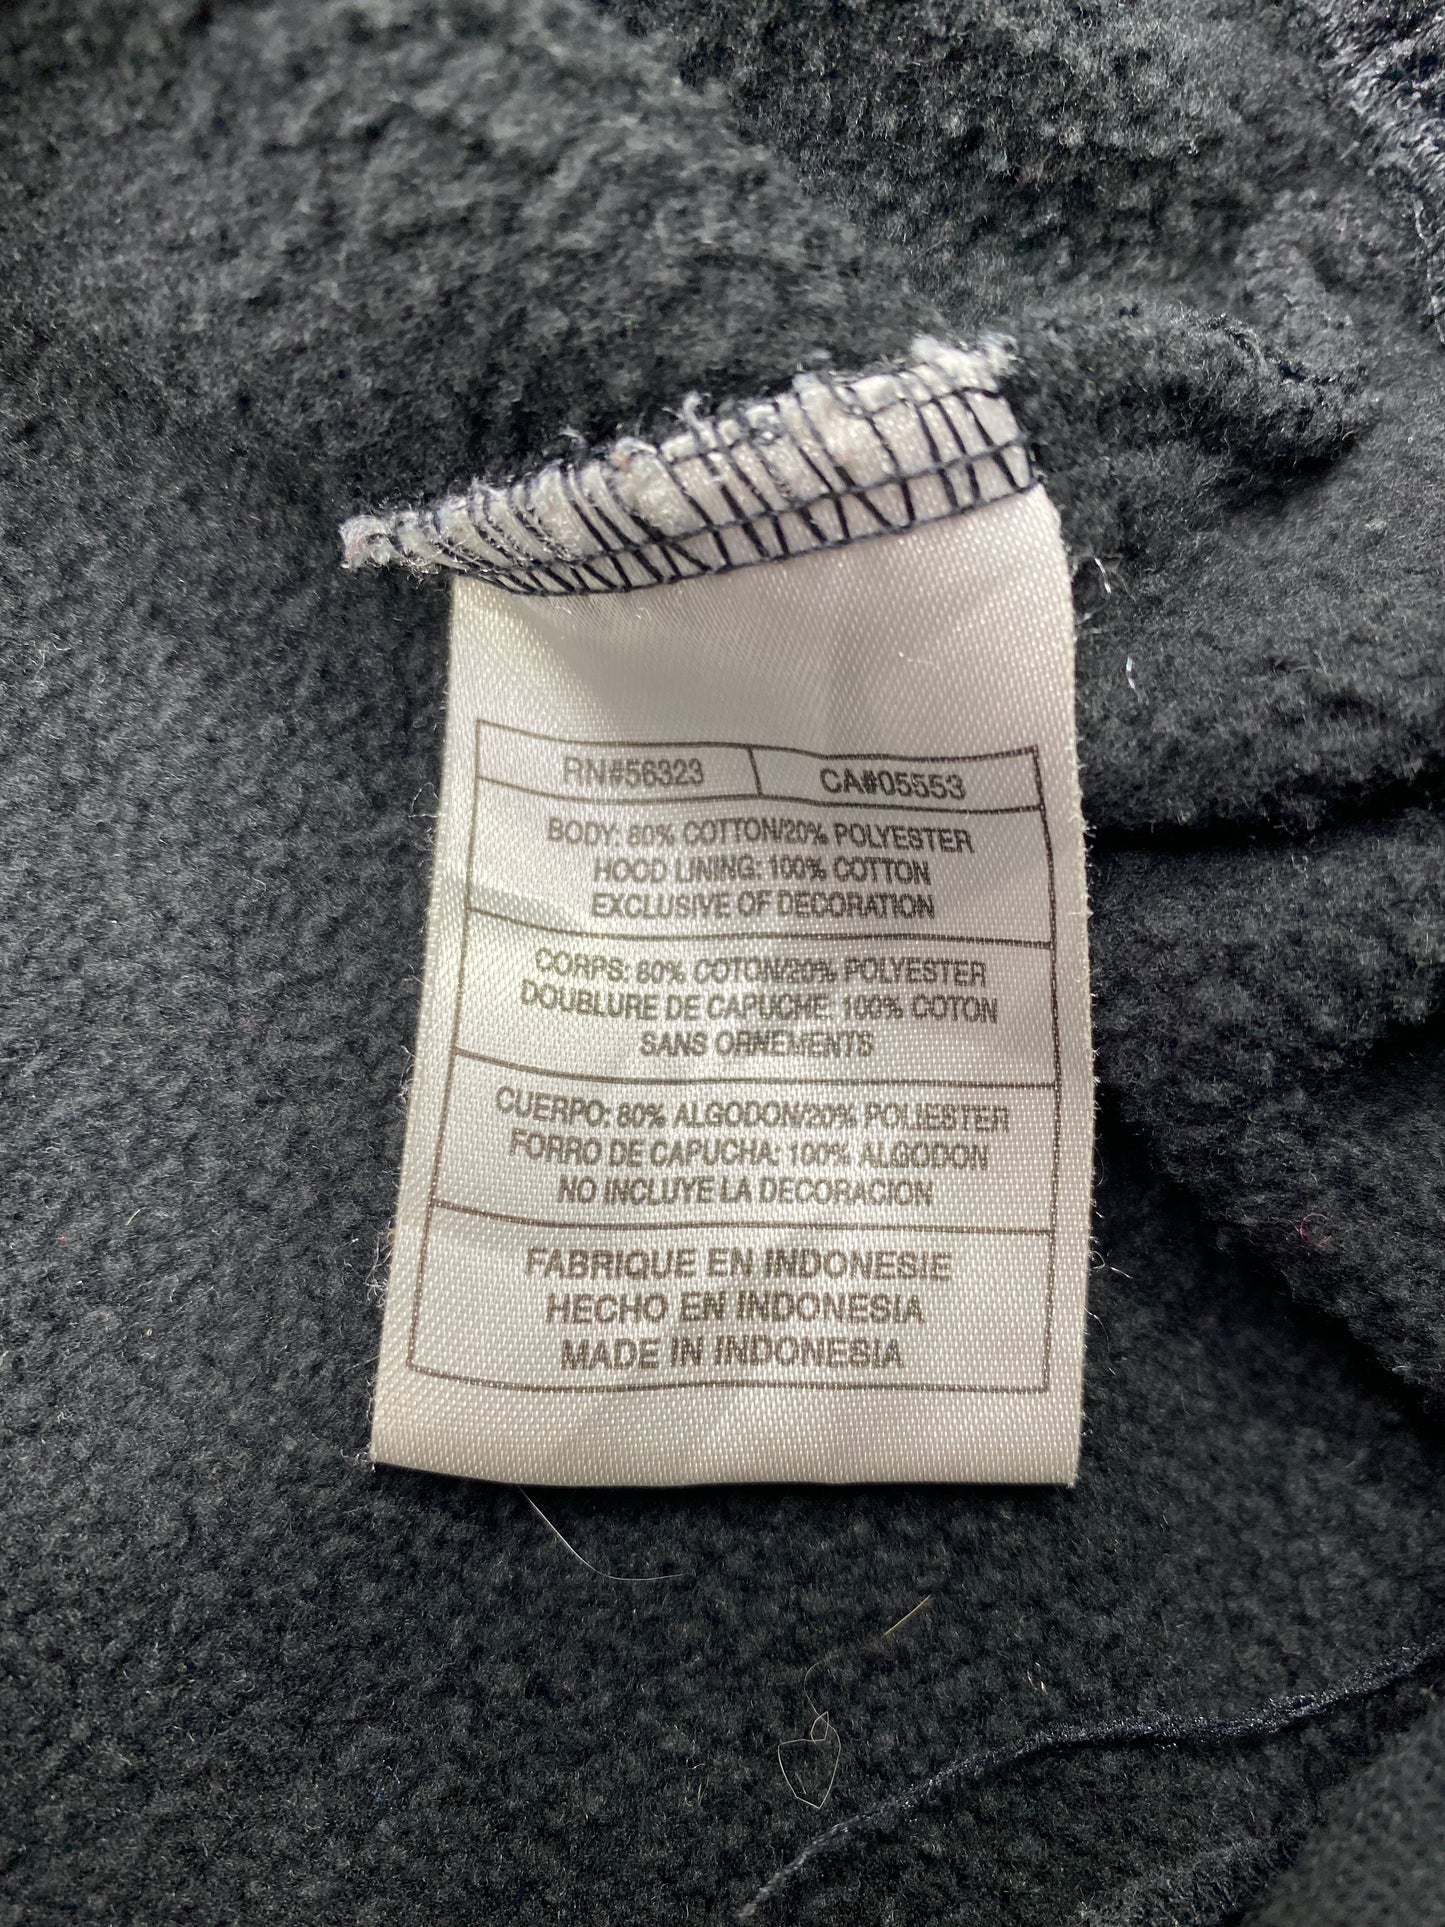 RN#56323 CA#05553
BODY: 80% COTTON/20% POLYESTER
HOOD LINING: 100% COTTON
EXCLUSIVE OF DECORATION
CORPS: 80% COTON/20% POLYESTER
DOUBLURE DE CAPUCHE: 100% COTON
SANS ORNEMENTS
CUERPO: 80% ALGODON/20% POLIESTER
FORRO DE CAPUCHA: 100% ALGODON
NO INCLUYE LA DECORACION
FABRIQUE EN INDONESIE
HECHO EN INDONESIA
MADE IN INDONESIA